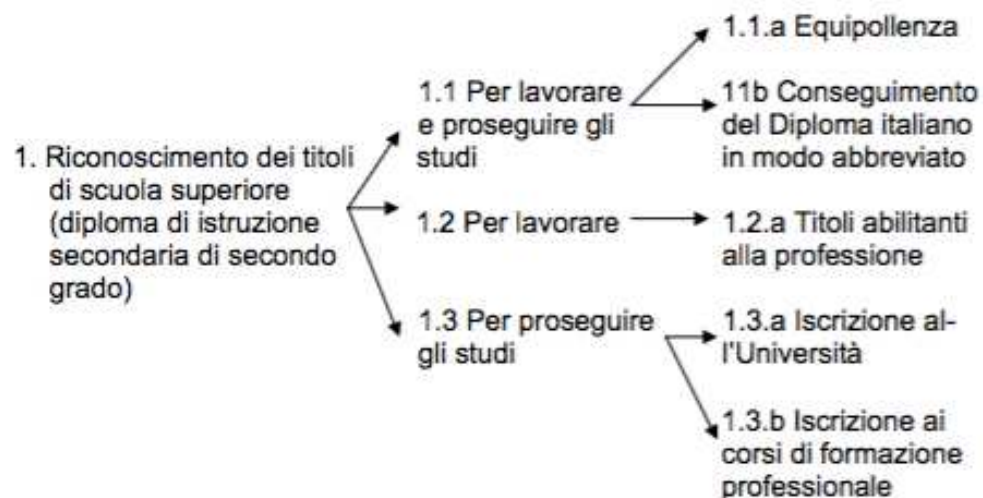 1. Riconoscimento dei titoli
di scuola superiore
(diploma di istruzione
secondaria di secondo
grado)
1.1 Per lavorare
e proseguire gli
studi
1.1.a Equipollenza
11b Conseguimento
del Diploma italiano
in modo abbreviato
1.2 Per lavorare
1.2.a Titoli abilitanti
alla professione
1.3 Per proseguire
gli studi
1.3.a Iscrizione al-
l'Università
1.3.b Iscrizione ai
corsi di formazione
professionale